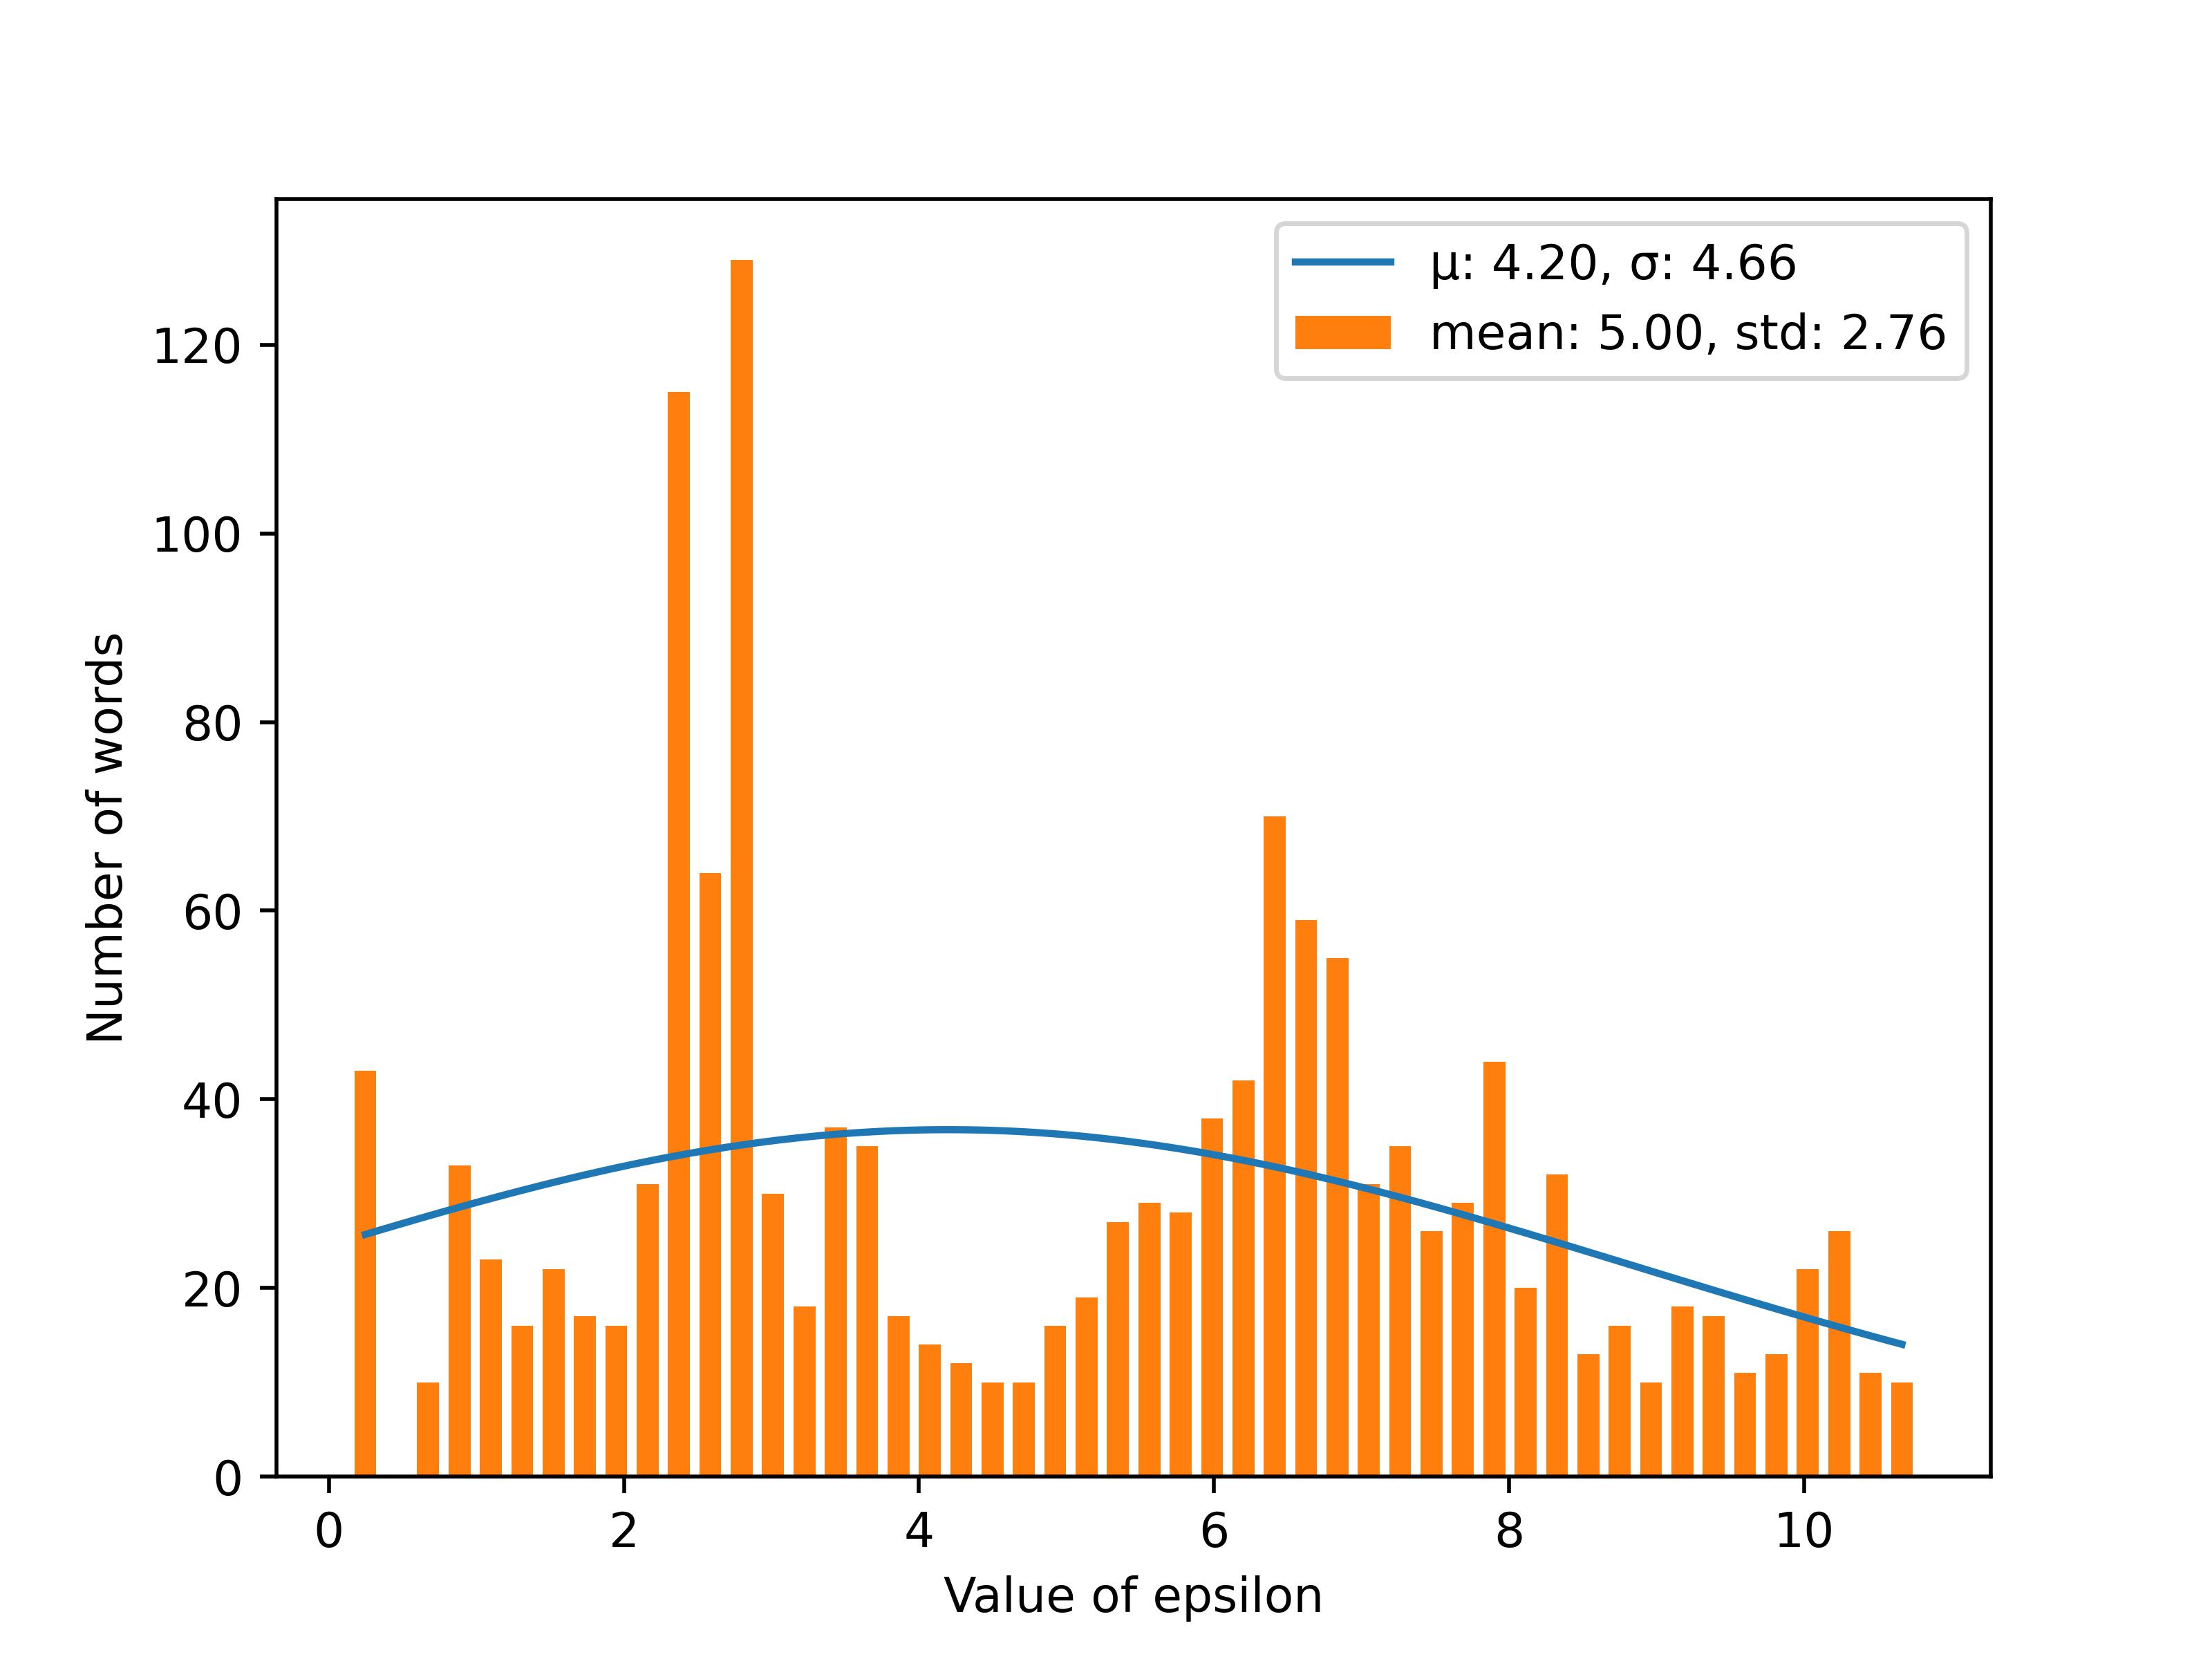 μ: 4.20, σ: 4.66
mean: 5.00, std: 2.76
120
100
80
60
40
20
0
Number of words
0 2 4 6 8 10
Value of epsilon